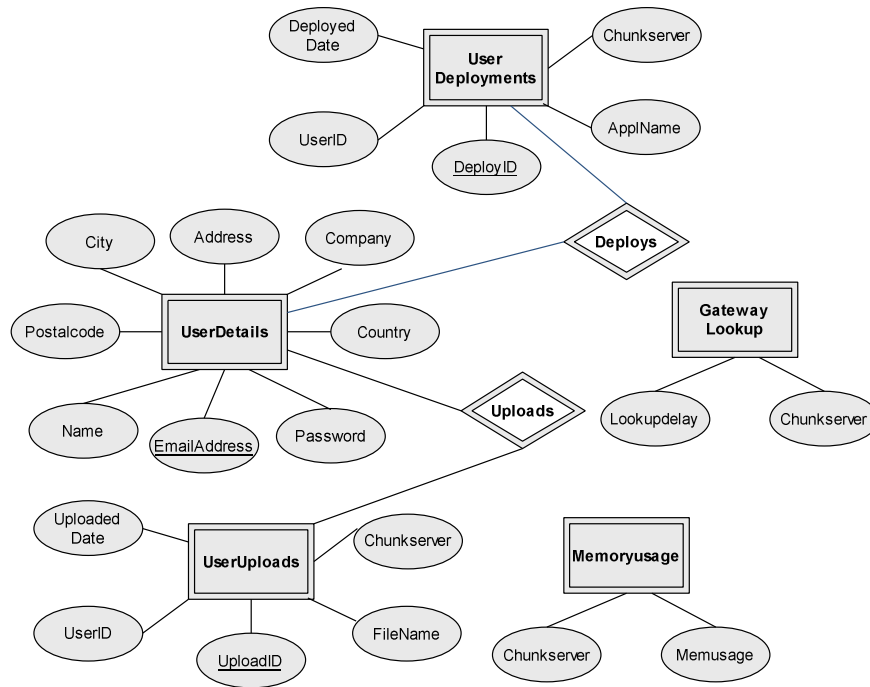 Deployed
Date
User
Deployments
Chunkserver
UserID
DeployID
ApplName
City
Address
Company
Deploys
Postalcode
UserDetails
Country
Gateway
Lookup
Name
EmailAddress
Password
Uploads
Lookupdelay
Chunkserver
Uploaded
Date
UserUploads
Chunkserver
Memoryusage
UserID
UploadID
FileName
Chunkserver
Memusage